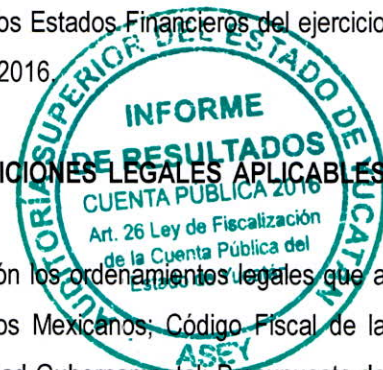 os Estados Financieros del ejercicio
2016.
AUDITORÍA SUPERIOR DEL ESTADO DE YUCATÁN
INFORME
DE RESULTADOS
CUENTA PÚBLICA 2016
Art. 26 Ley de Fiscalización
de la Cuenta Pública del
Estado de Yucatán
ASEY
ICIONES LEGALES APLICABLES
ón los ordenamientos legales que a
os Mexicanos; Código Fiscal de la